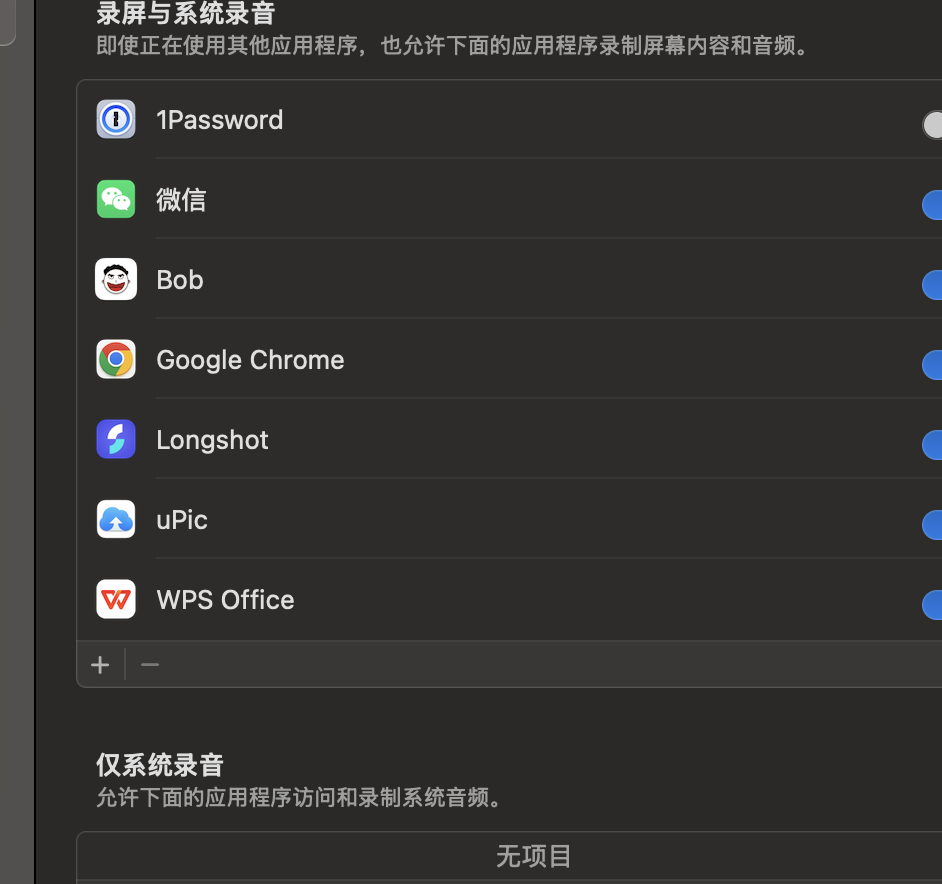 录屏与系统录音
即使正在使用其他应用程序，也允许下面的应用程序录制屏幕内容和音频。
1Password
微信
Bob
Google Chrome
Longshot
uPic
WPS Office
仅系统录音
允许下面的应用程序访问和录制系统音频。
无项目